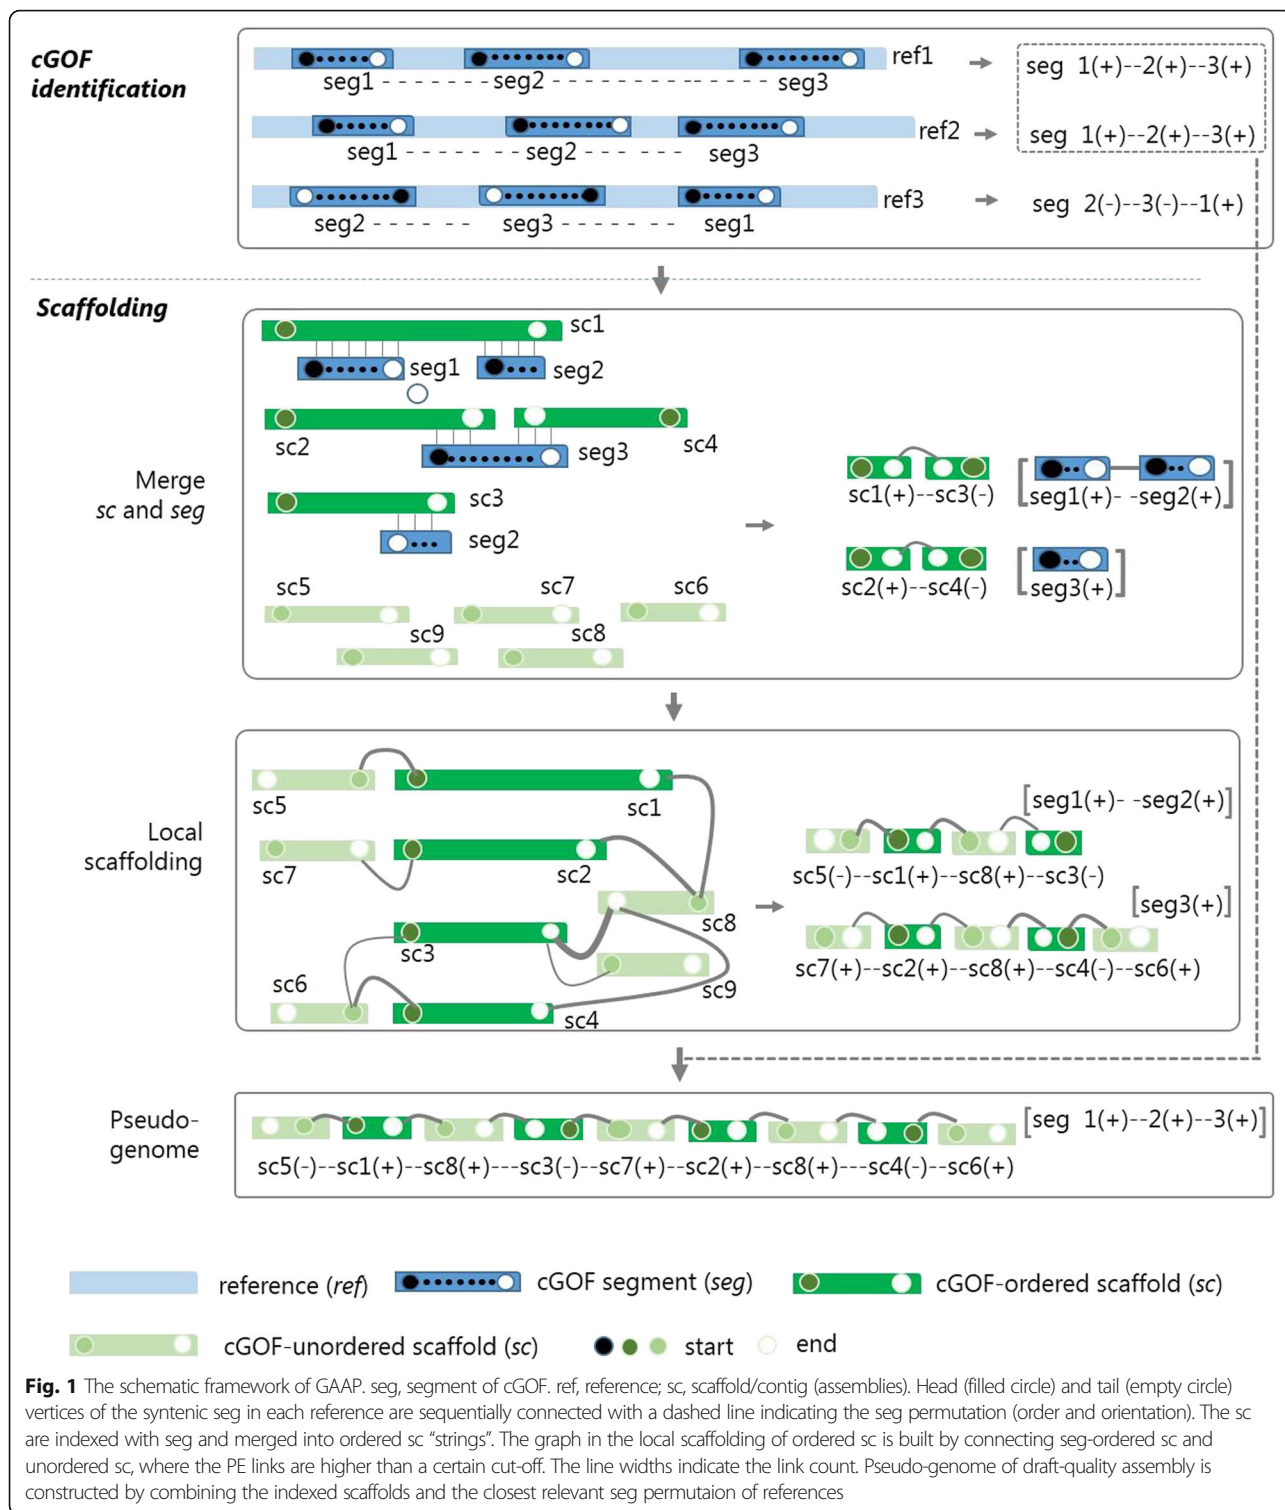 cGOF
identification
ref1
seg 1(+)--2(+)--3(+)
seg1 - - - - - - - - seg2 - - - - - - - - - - - - - - seg3
ref2
seg 1(+)--2(+)--3(+)
seg1 - - - - - - - - seg2 - - - - - - - seg3
ref3
seg 2(-)--3(-)--1(+)
seg2 - - - - - - seg3 - - - - - - - seg1
Scaffolding
sc1
seg1
seg2
sc2
sc4
seg3
Merge
sc and seg
sc3
seg2
sc1(+)--sc3(-)
[seg1(+)- -seg2(+)]
sc2(+)--sc4(-)
[seg3(+)]
sc5
sc7
sc6
sc9
sc8
Local
scaffolding
sc5
sc1
sc7
sc2
sc8
sc3
sc9
sc6
sc4
[seg1(+)- -seg2(+)]
sc5(-)--sc1(+)--sc8(+)--sc3(-)
[seg3(+)]
sc7(+)--sc2(+)--sc8(+)--sc4(-)--sc6(+)
Pseudo-
genome
[seg 1(+)--2(+)--3(+)]
sc5(-)--sc1(+)--sc8(+)---sc3(-)--sc7(+)--sc2(+)--sc8(+)---sc4(-)--sc6(+)
reference (ref)
cGOF segment (seg)
cGOF-ordered scaffold (sc)
cGOF-unordered scaffold (sc)
start
end
Fig. 1 The schematic framework of GAAP. seg, segment of cGOF. ref, reference; sc, scaffold/contig (assemblies). Head (filled circle) and tail (empty circle)
vertices of the syntenic seg in each reference are sequentially connected with a dashed line indicating the seg permutation (order and orientation). The sc
are indexed with seg and merged into ordered sc “strings”. The graph in the local scaffolding of ordered sc is built by connecting seg-ordered sc and
unordered sc, where the PE links are higher than a certain cut-off. The line widths indicate the link count. Pseudo-genome of draft-quality assembly is
constructed by combining the indexed scaffolds and the closest relevant seg permutaion of references